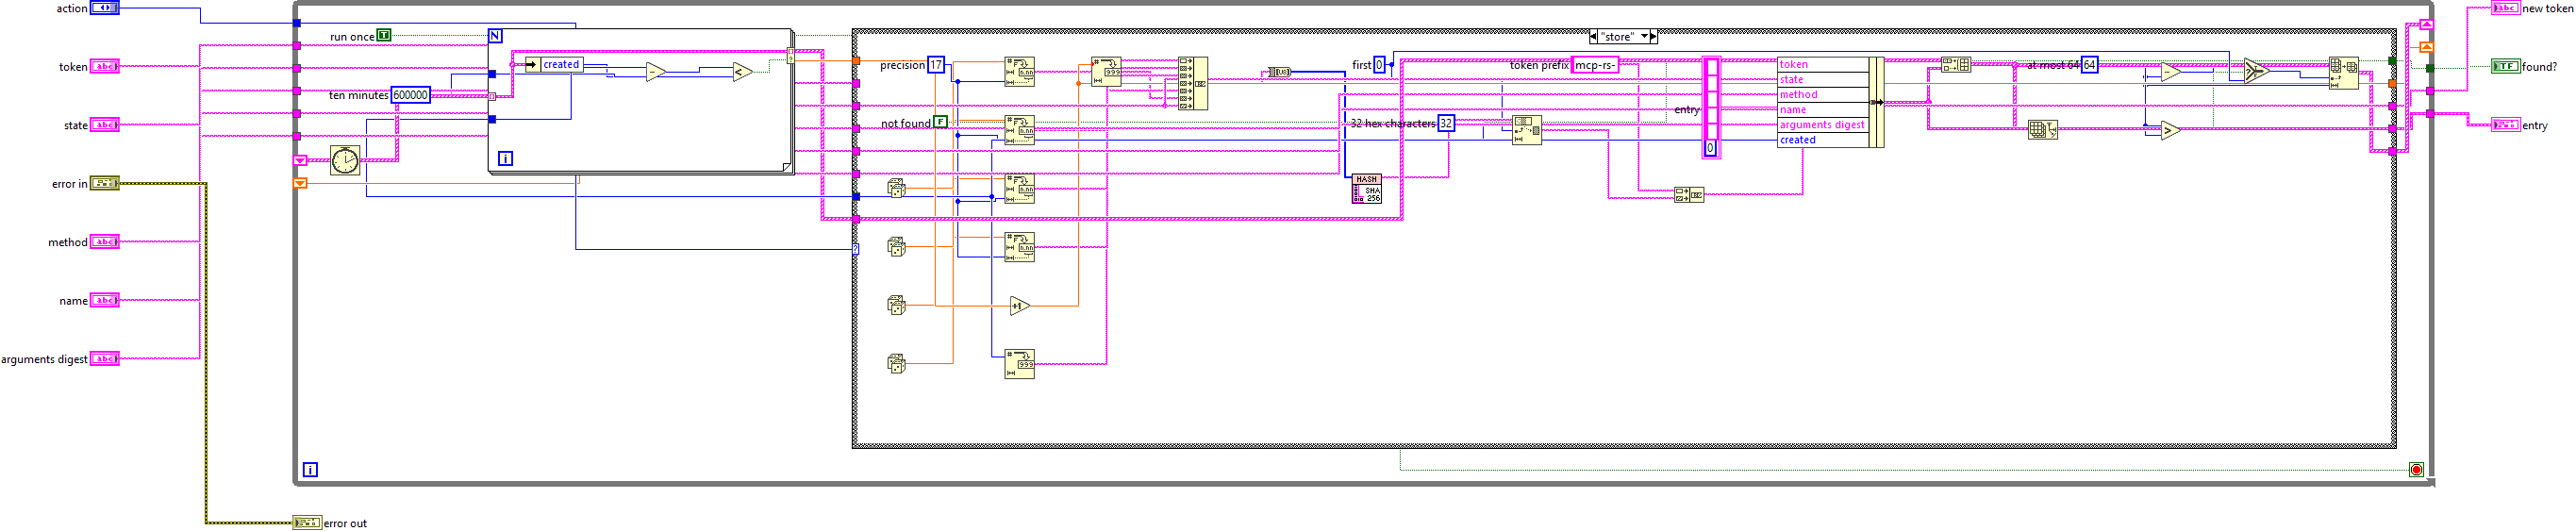 action
token
state
error in
method
name
arguments digest
error out
run once
T
N
created
ten minutes
600000
i
i
"store"
precision
17
not found
F
HASH
SHA
256
first
0
token prefix
mcp-rs-
32 hex characters
32
entry
0
token
state
method
name
arguments digest
created
at most 64
64
new token
found?
TF
entry